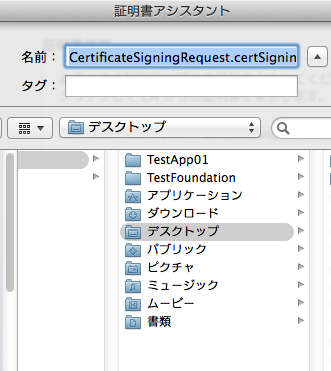 証明書アシスタント
名前： CertificateSigningRequest.certSignin
タグ：
デスクトップ
TestApp01
TestFoundation
アプリケーション
ダウンロード
デスクトップ
パブリック
ピクチャ
ミュージック
ムービー
書類